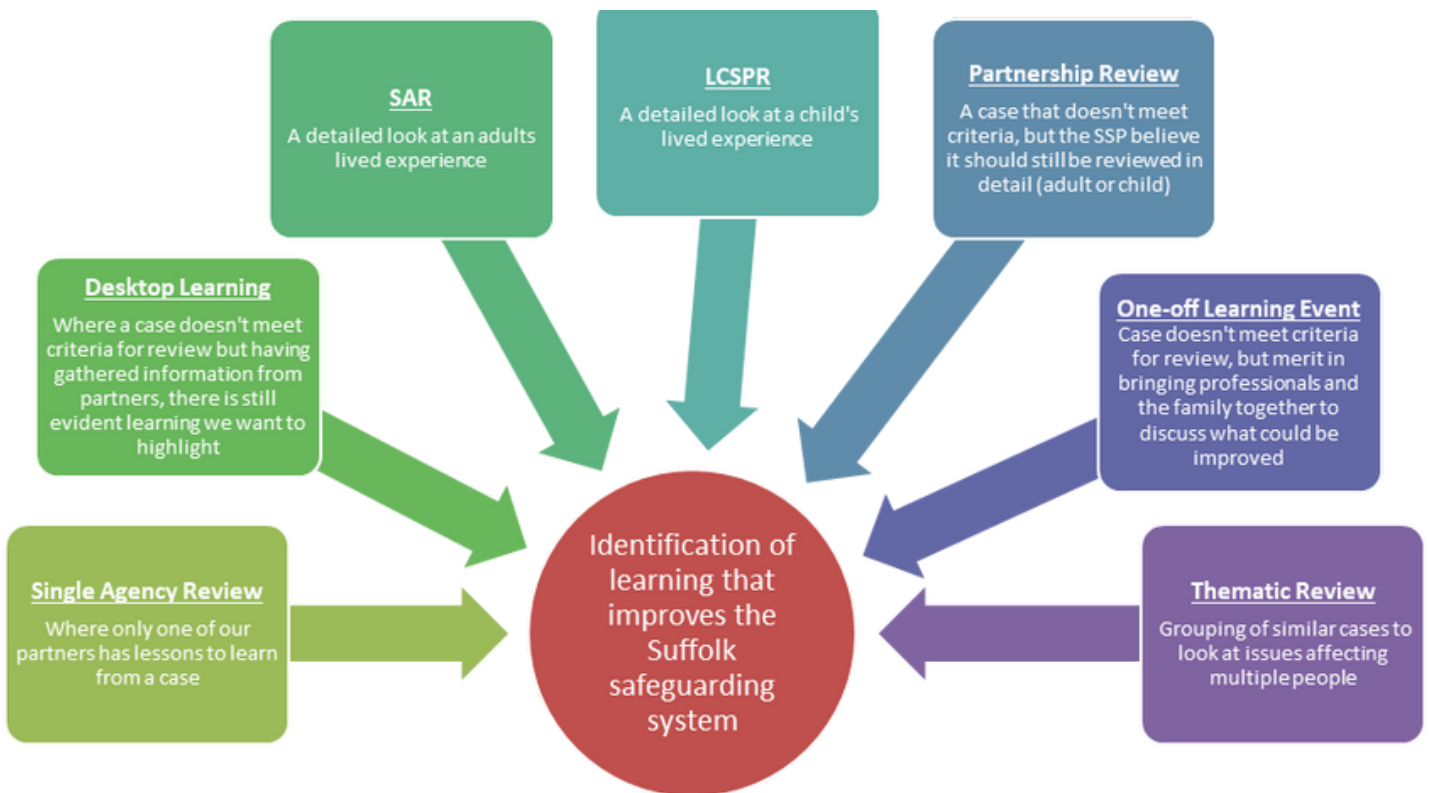 SAR
A detailed look at an adults
lived experience
LCSPR
A detailed look at a child's
lived experience
Partnership Review
A case that doesn't meet
criteria, but the SSP believe
it should still be reviewed in
detail (adult or child)
Desktop Learning
Where a case doesn't meet
criteria for review but having
gathered information from
partners, there is still
evident learning we want to
highlight
One-off Learning Event
Case doesn't meet criteria
for review, but merit in
bringing professionals and
the family together to
discuss what could be
improved
Single Agency Review
Where only one of our
partners has lessons to learn
from a case
Identification of
learning that
improves the
Suffolk
safeguarding
system
Thematic Review
Grouping of similar cases to
look at issues affecting
multiple people